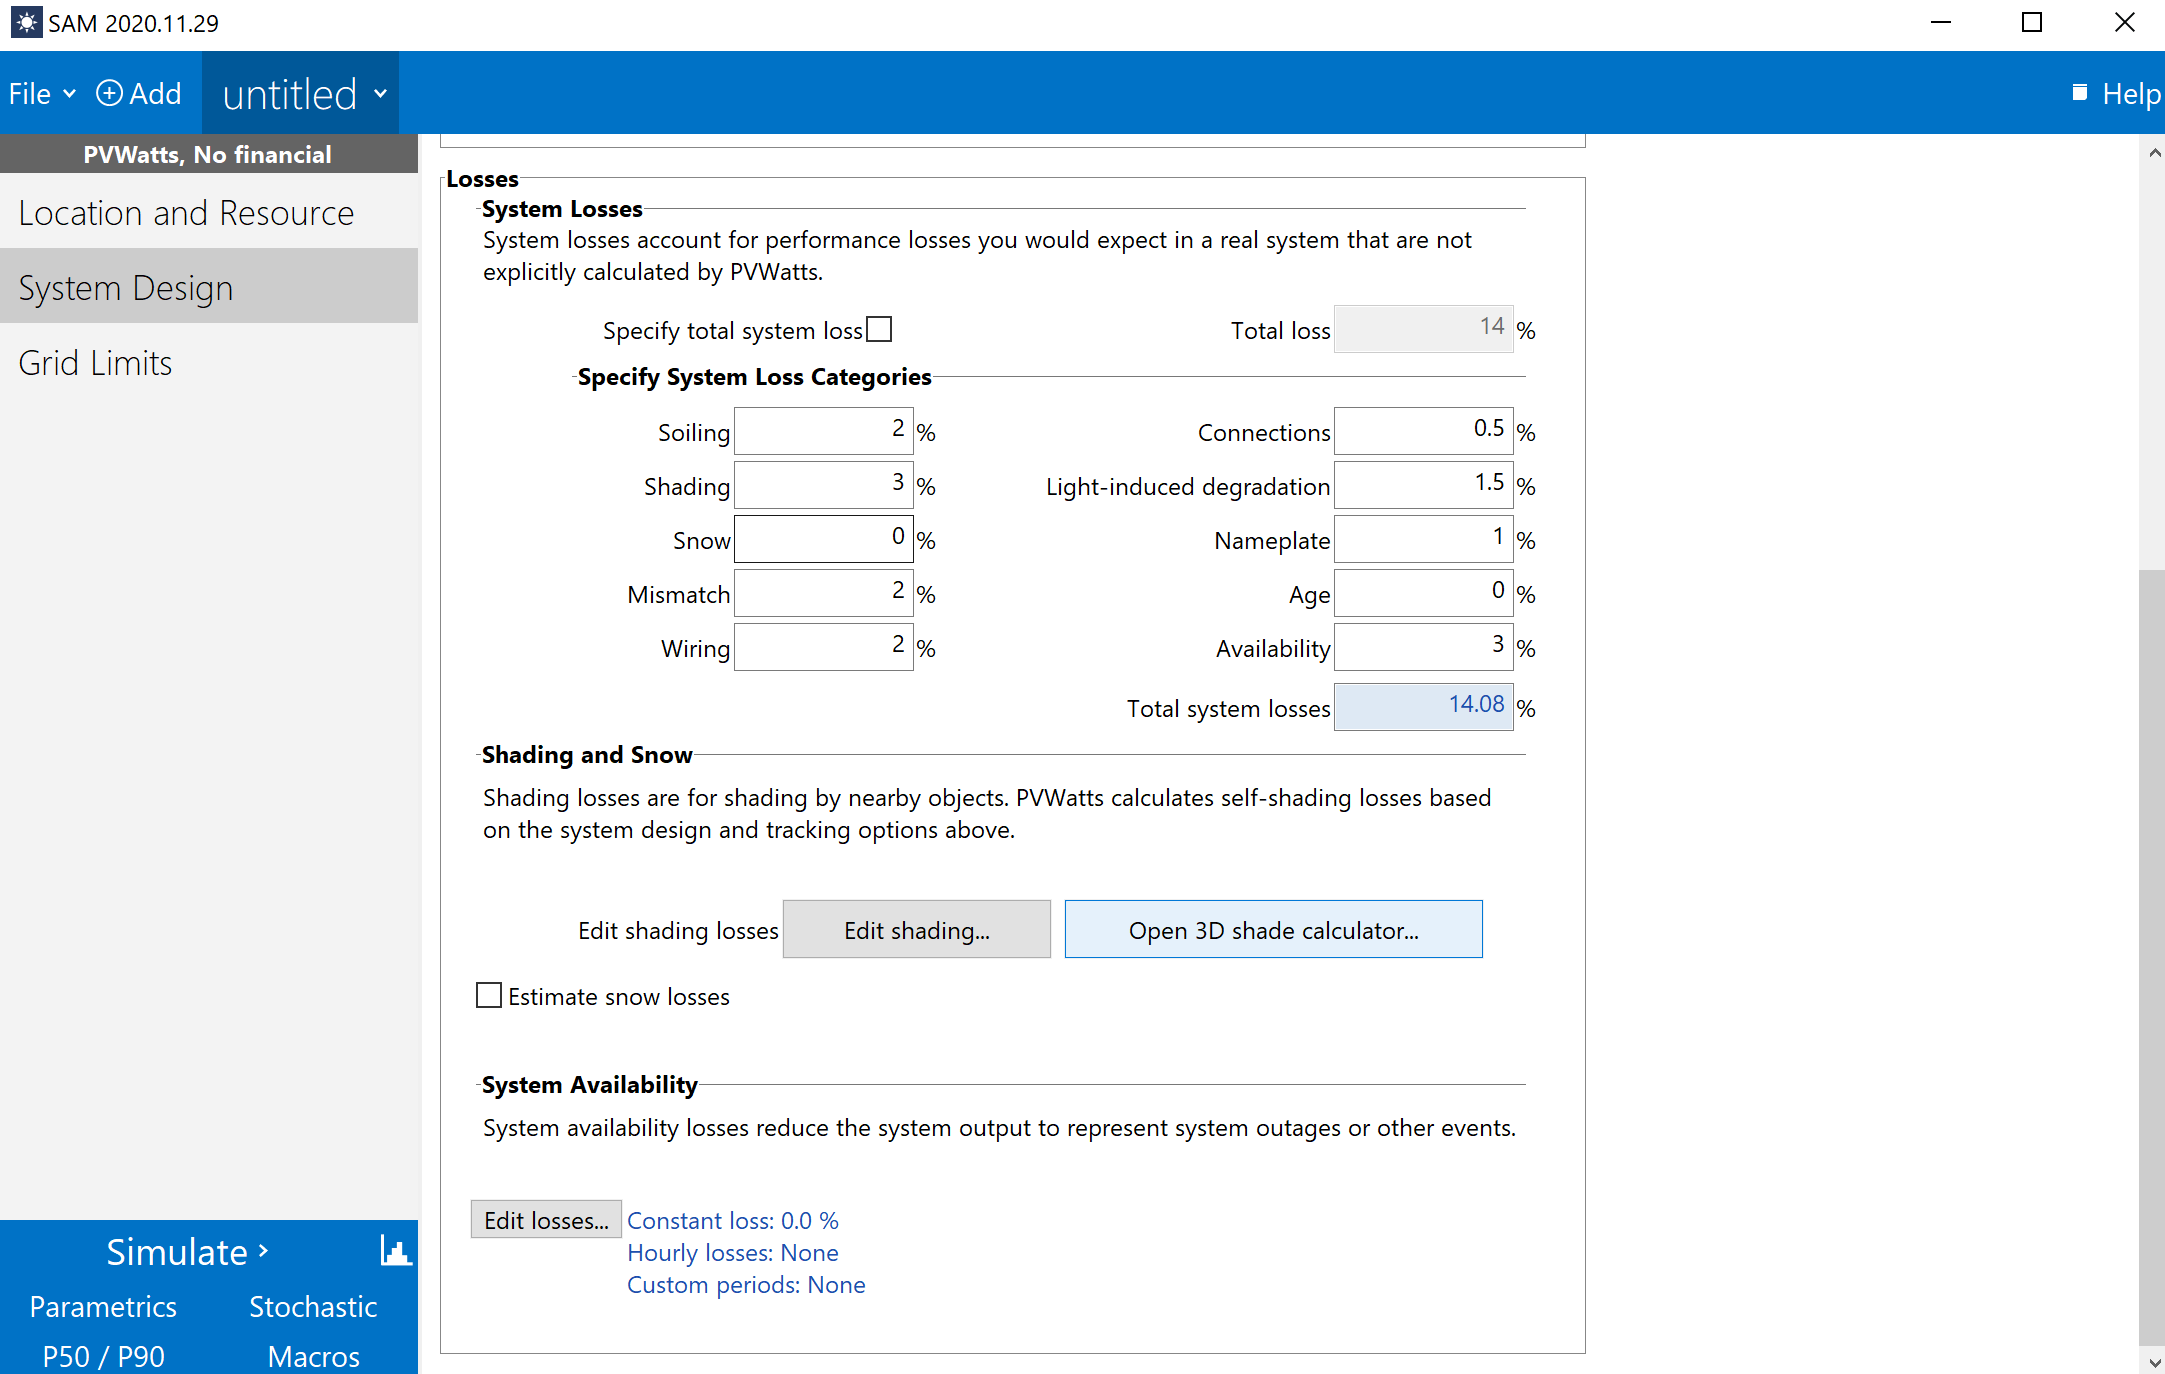 SAM 2020.11.29
File Add untitled Help
PVWatts, No financial
Location and Resource
System Design
Grid Limits
Losses
System Losses
System losses account for performance losses you would expect in a real system that are not
explicitly calculated by PVWatts.
Specify total system loss Total loss 14 %
Specify System Loss Categories
Soiling 2 % Connections 0.5 %
Shading 3 % Light-induced degradation 1.5 %
Snow 0 % Nameplate 1 %
Mismatch 2 % Age 0 %
Wiring 2 % Availability 3 %
Total system losses 14.08 %
Shading and Snow
Shading losses are for shading by nearby objects. PVWatts calculates self-shading losses based
on the system design and tracking options above.
Edit shading losses Edit shading... Open 3D shade calculator...
Estimate snow losses
System Availability
System availability losses reduce the system output to represent system outages or other events.
Edit losses... Constant loss: 0.0 %
Hourly losses: None
Custom periods: None
Simulate
Parametrics Stochastic
P50 / P90 Macros